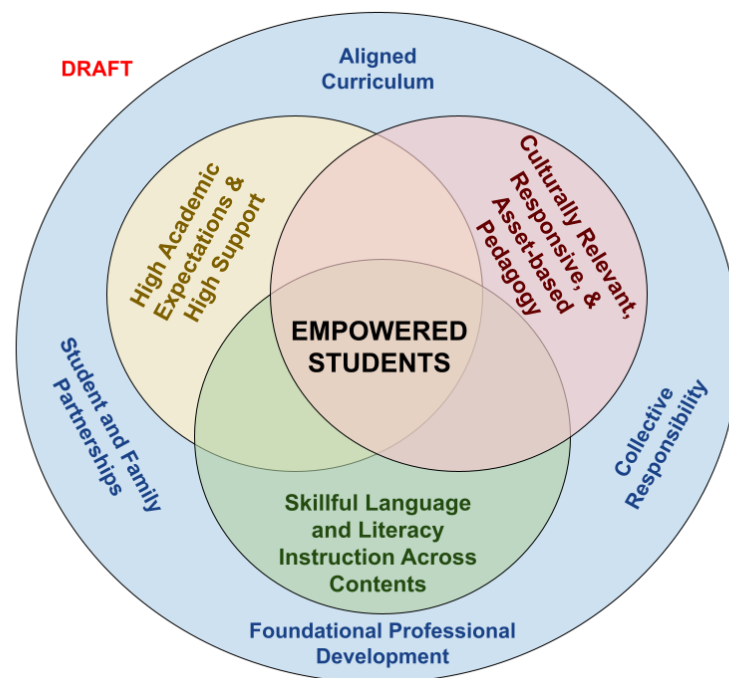 DRAFT
Aligned
Curriculum
High Academic
Expectations &
High Support
Culturally Relevant,
Responsive, &
Asset-based
Pedagogy
EMPOWERED
STUDENTS
Student and Family
Partnerships
Collective
Responsibility
Skillful Language
and Literacy
Instruction Across
Contents
Foundational Professional
Development